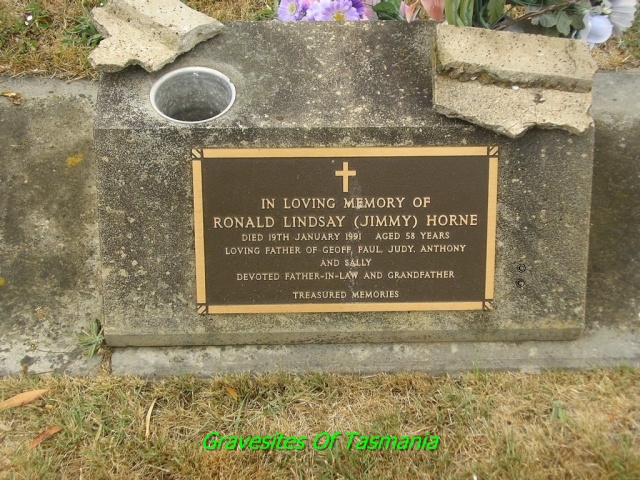 IN LOVING MEMORY OF
RONALD LINDSAY (JIMMY) HORNE
DIED 19TH JANUARY 1991 AGED 58 YEARS
LOVING FATHER OF GEOFF, PAUL, JUDY, ANTHONY
AND SALLY
DEVOTED FATHER-IN-LAW AND GRANDFATHER
TREASURED MEMORIES
Gravesites Of Tasmania